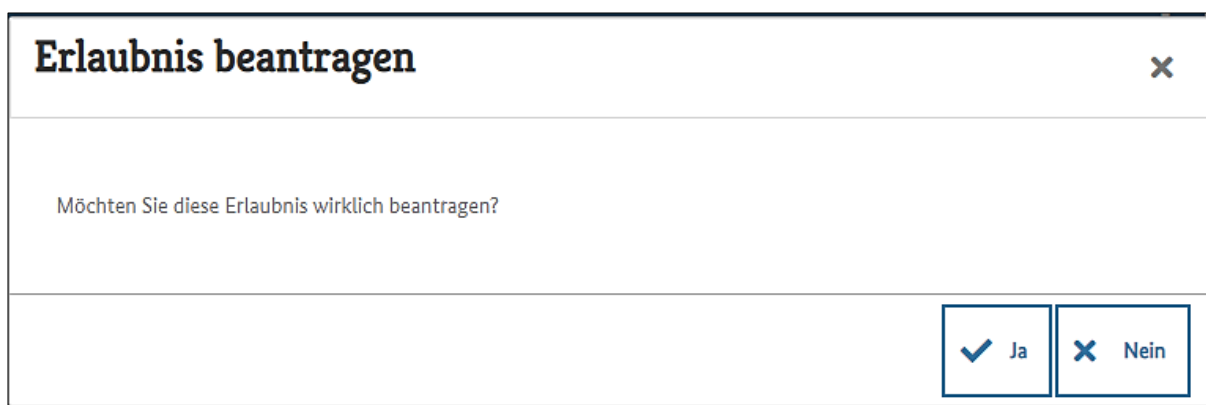 Erlaubnis beantragen
Möchten Sie diese Erlaubnis wirklich beantragen?
Ja
Nein